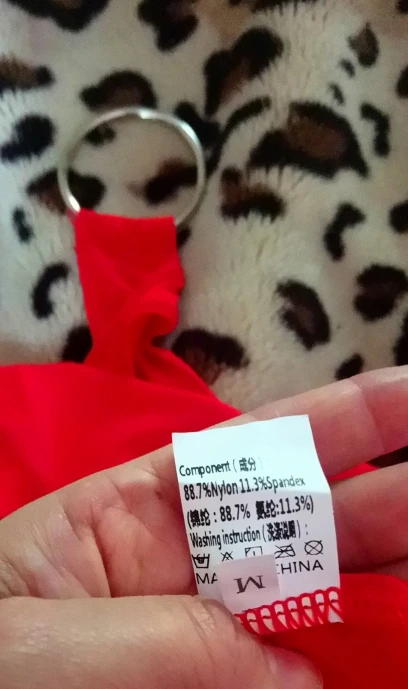 Component (成分)
88.7%Nylon 11.3%Spandex
(锦纶: 88.7% 氨纶:11.3%)
Washing instruction (洗涤说明) :
MA CHINA
M